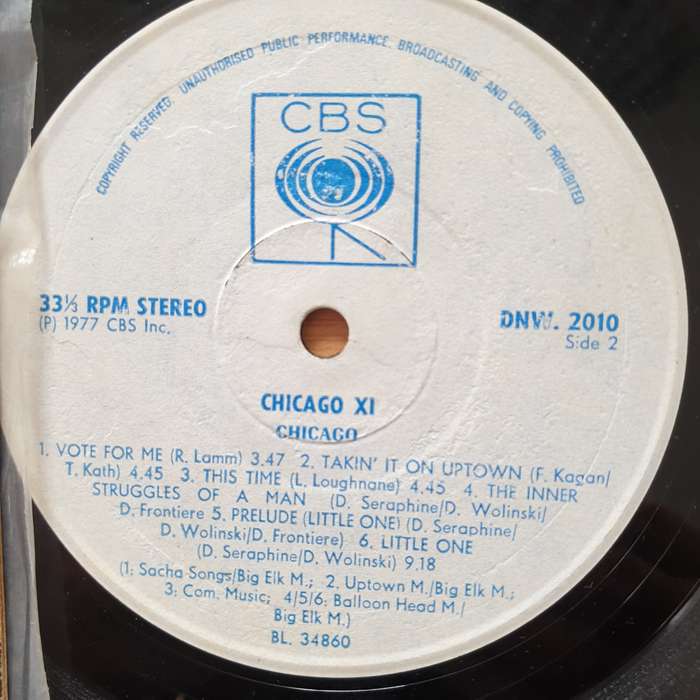 COPYRIGHT RESERVED. UNAUTHORISED PUBLIC PERFORMANCE. BROADCASTING AND COPYING PROHIBITED
CBS
33⅓ RPM STEREO
(P) 1977 CBS Inc.
DNW. 2010
Side 2
CHICAGO XI
CHICAGO
1. VOTE FOR ME (R. Lamm) 3.47 2. TAKIN' IT ON UPTOWN (F. Kagan/
T. Kath) 4.45 3. THIS TIME (L. Loughnane) 4.45 4. THE INNER
STRUGGLES OF A MAN (D. Seraphine/D. Wolinski/
D. Frontiere 5. PRELUDE (LITTLE ONE) (D. Seraphine/
D. Wolinski/D. Frontiere) 6. LITTLE ONE
(D. Seraphine/D. Wolinski) 9.18
(1: Sacha Songs/Big Elk M.; 2: Uptown M./Big Elk M.;
3: Com. Music; 4/5/6: Balloon Head M./
Big Elk M.)
BL. 34860